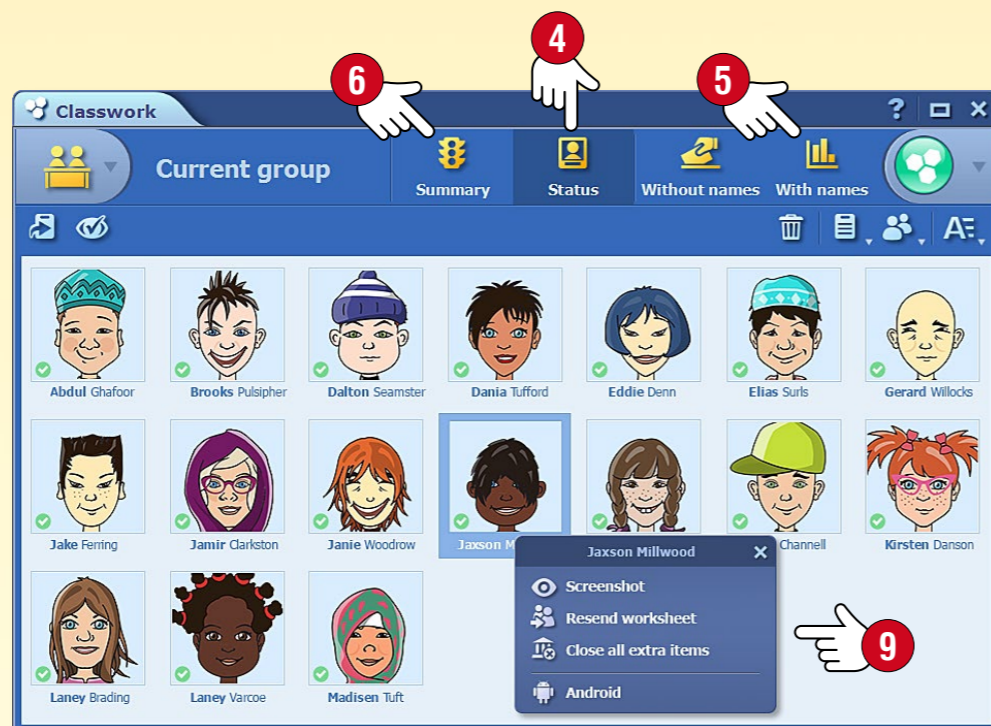 4
6
5
Classwork
?
Current group
Summary
Status
Without names
With names
A
Abdul Ghafoor
Brooks Pulsipher
Dalton Seamster
Dania Tufford
Eddie Denn
Elias Surls
Gerard Willocks
Jake Ferring
Jamir Clarkston
Janie Woodrow
Jaxson M
Channell
Kirsten Danson
Jaxson Millwood
Screenshot
Resend worksheet
Close all extra items
Android
9
Laney Brading
Laney Varcoe
Madisen Tuft